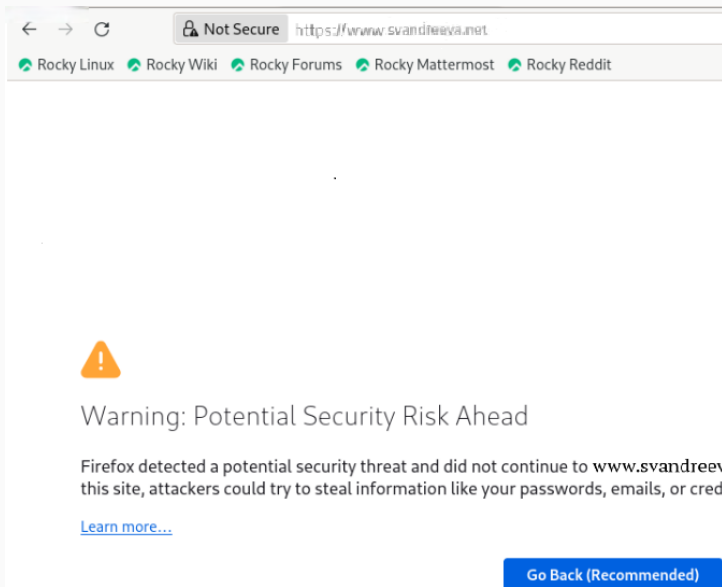 Not Secure https://www.svandreeva.net
Rocky Linux Rocky Wiki Rocky Forums Rocky Mattermost Rocky Reddit
Warning: Potential Security Risk Ahead
Firefox detected a potential security threat and did not continue to www.svandreev
this site, attackers could try to steal information like your passwords, emails, or cred
Learn more...
Go Back (Recommended)